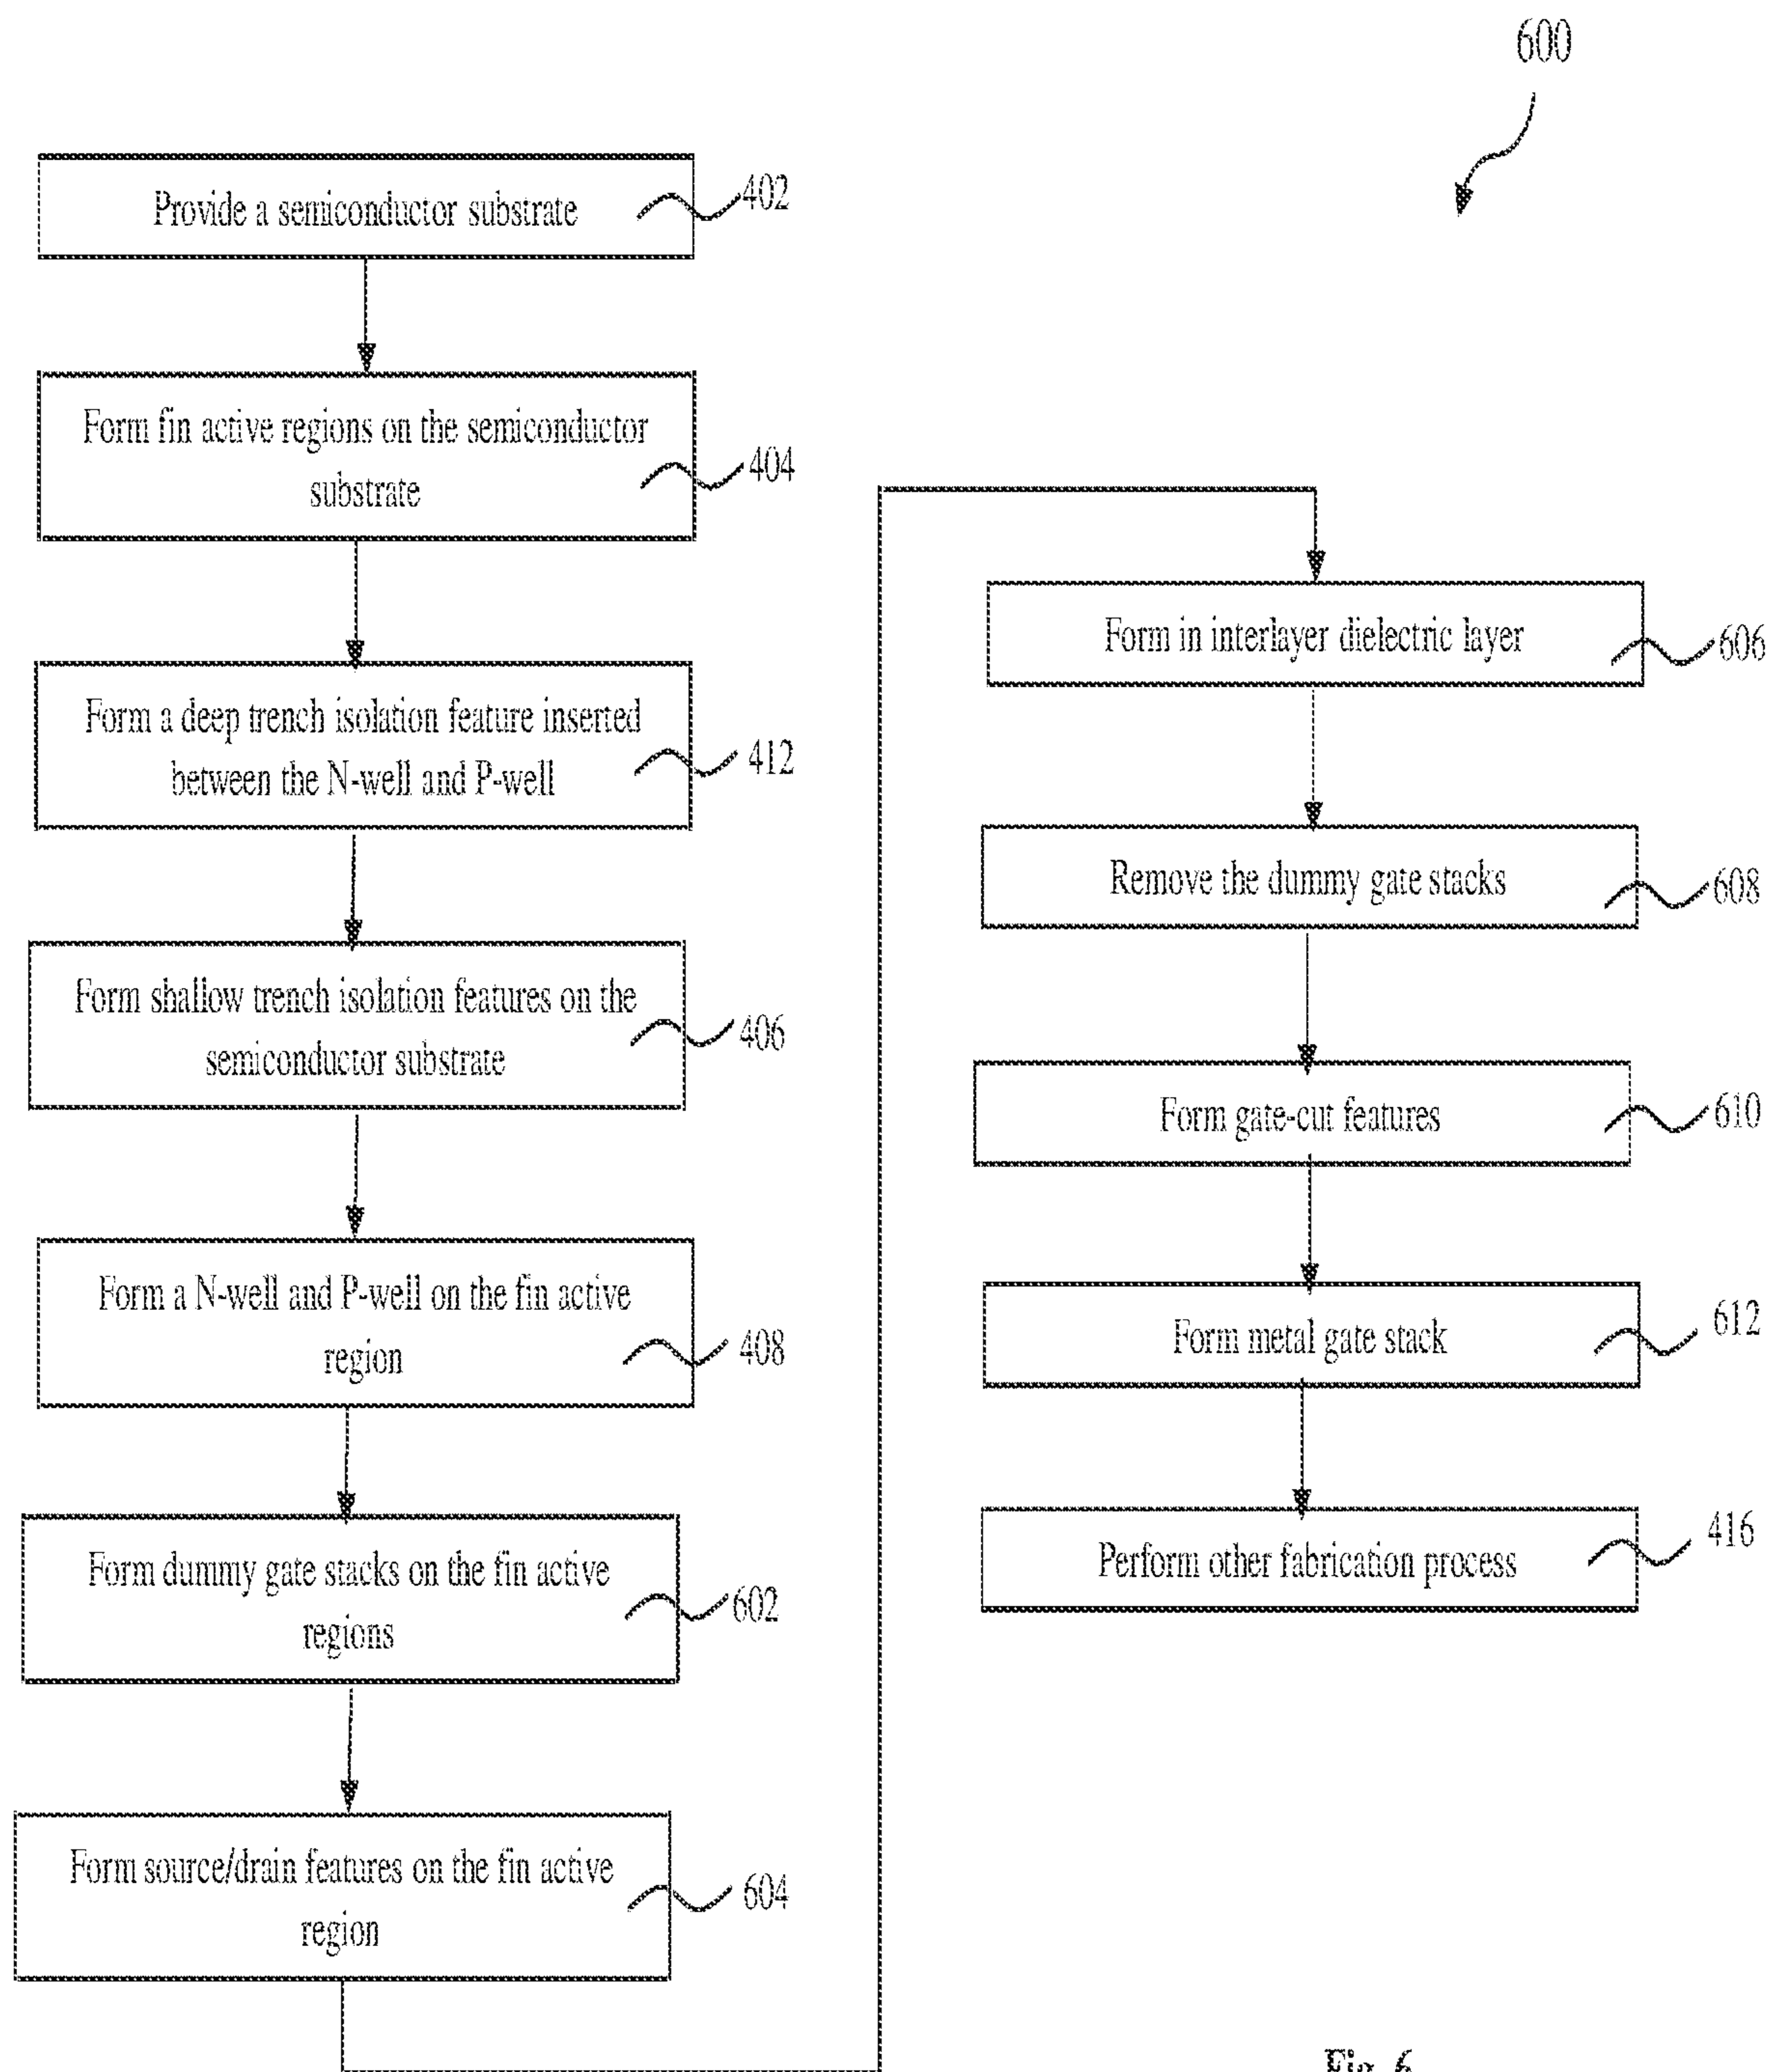 600
Provide a semiconductor substrate
402
Form fin active regions on the semiconductor
substrate
404
Form a deep trench isolation feature inserted
between the N-well and P-well
412
Form shallow trench isolation features on the
semiconductor substrate
406
Form a N-well and P-well on the fin active
region
408
Form dummy gate stacks on the fin active
regions
602
Form source/drain features on the fin active
region
604
Form in interlayer dielectric layer
606
Remove the dummy gate stacks
608
Form gate-cut features
610
Form metal gate stack
612
Perform other fabrication process
416
Fig. 6